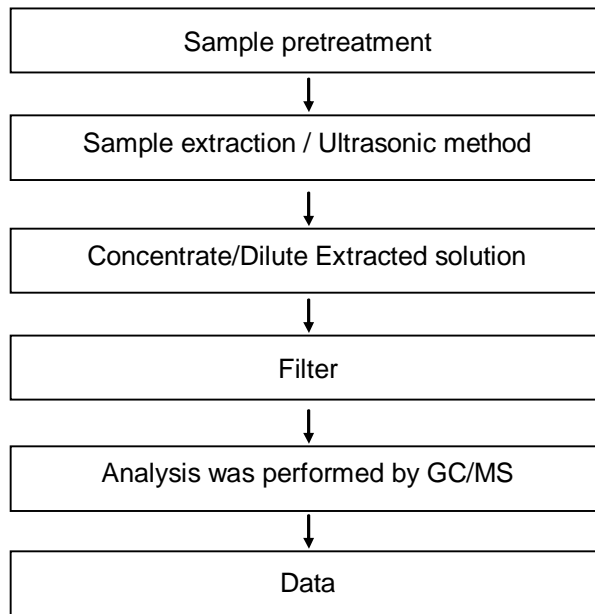 Sample pretreatment
Sample extraction / Ultrasonic method
Concentrate/Dilute Extracted solution
Filter
Analysis was performed by GC/MS
Data